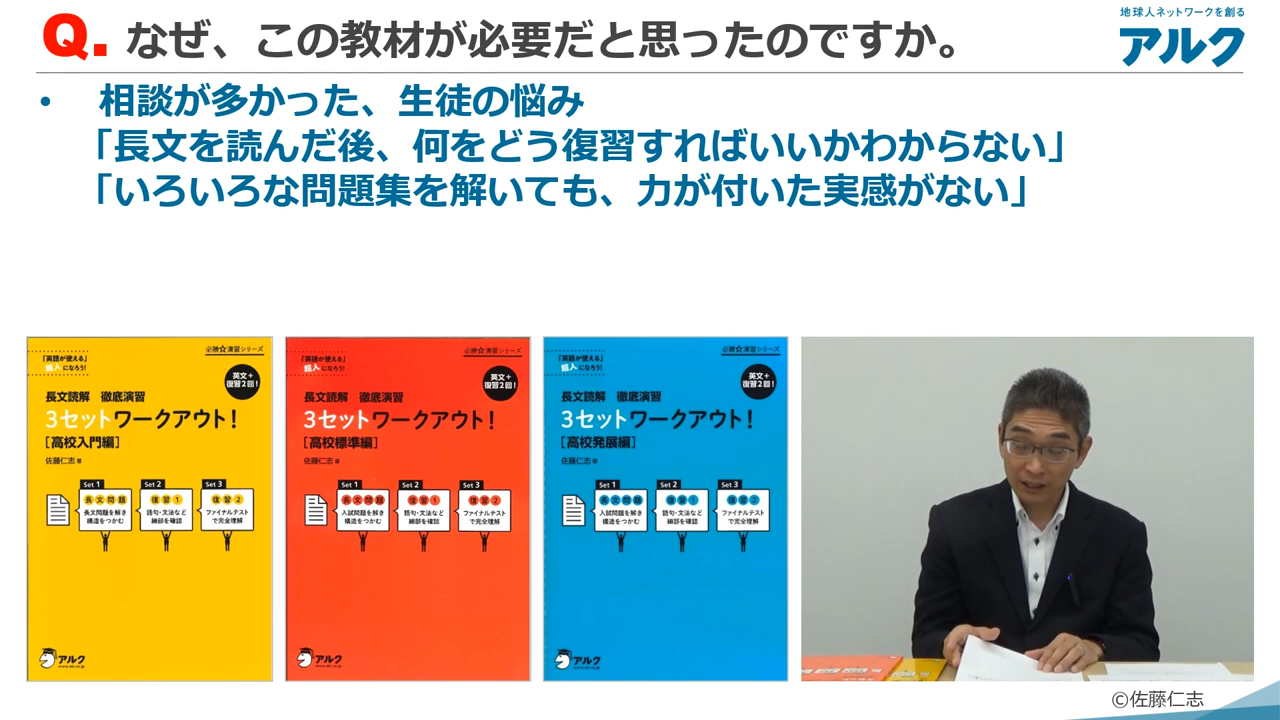 Q. なぜ、この教材が必要だと思ったのですか。
地球人ネットワークを創る
アルク
• 相談が多かった、生徒の悩み
「長文を読んだ後、何をどう復習すればいいかわからない」
「いろいろな問題集を解いても、力が付いた実感がない」
必勝☆演習シリーズ
「英語が使える」
超人になろう!
英文+
復習2回!
長文読解 徹底演習
3セットワークアウト!
[高校入門編]
佐藤仁志 著
Set 1
長文問題
長文問題を解き
構造をつかむ
Set 2
復習1
語句・文法など
細部を確認
Set 3
復習2
ファイナルテスト
で完全理解
アルク
www.alc.co.jp
必勝☆演習シリーズ
「英語が使える」
超人になろう!
英文+
復習2回!
長文読解 徹底演習
3セットワークアウト!
[高校標準編]
佐藤仁志 著
Set 1
長文問題
入試問題を解き
構造をつかむ
Set 2
復習1
語句・文法など
細部を確認
Set 3
復習2
ファイナルテスト
で完全理解
アルク
www.alc.co.jp
必勝☆演習シリーズ
「英語が使える」
超人になろう!
英文+
復習2回!
長文読解 徹底演習
3セットワークアウト!
[高校発展編]
佐藤仁志 著
Set 1
長文問題
入試問題を解き
構造をつかむ
Set 2
復習1
語句・文法など
細部を確認
Set 3
復習2
ファイナルテスト
で完全理解
アルク
www.alc.co.jp
©佐藤仁志